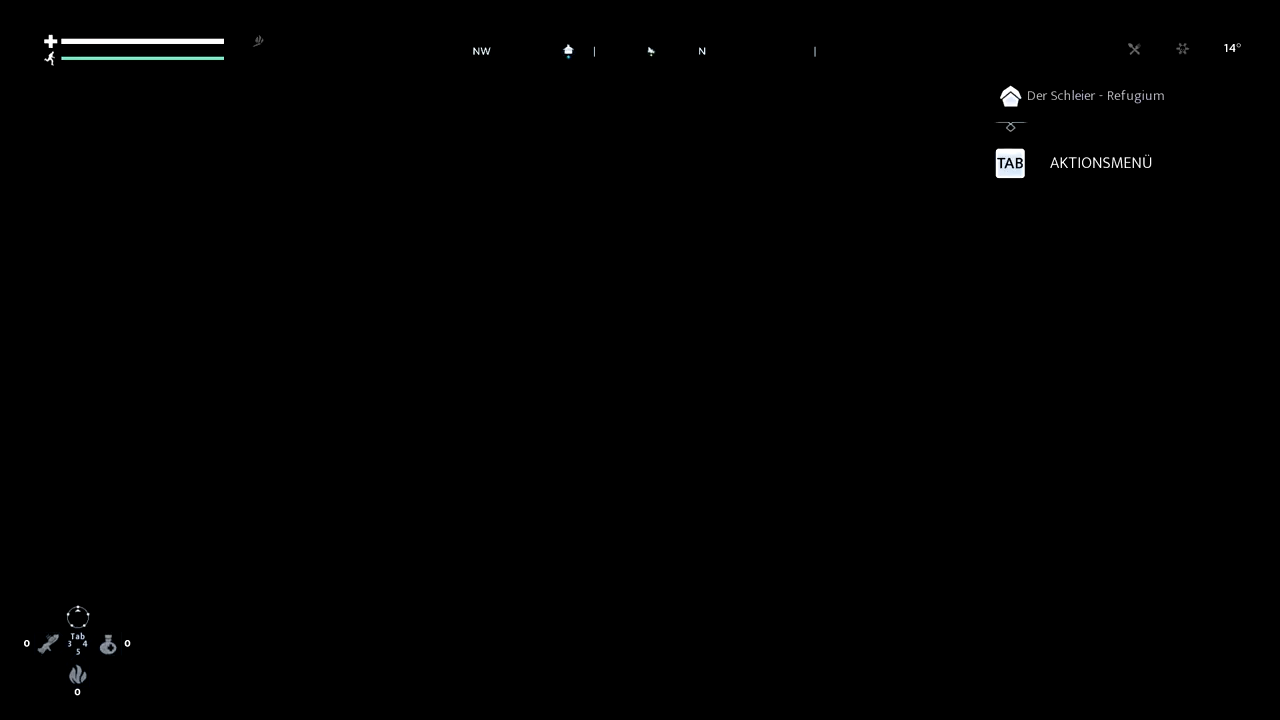 NW | N |
14°
Der Schleier - Refugium
TAB AKTIONSMENÜ
0 Tab 0
3 4
5
0